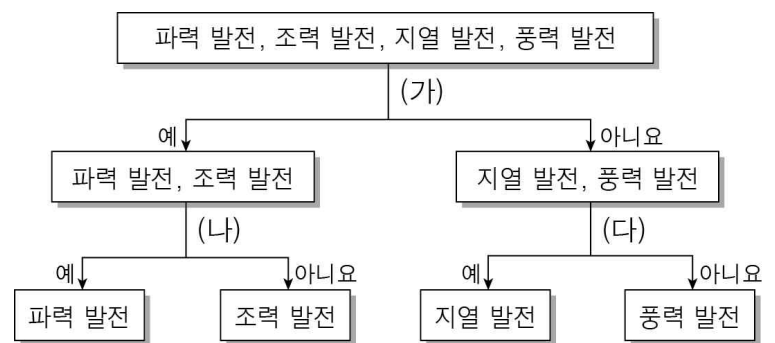 파력 발전, 조력 발전, 지열 발전, 풍력 발전
(가)
예
아니요
파력 발전, 조력 발전
지열 발전, 풍력 발전
(나)
(다)
예
아니요
예
아니요
파력 발전
조력 발전
지열 발전
풍력 발전